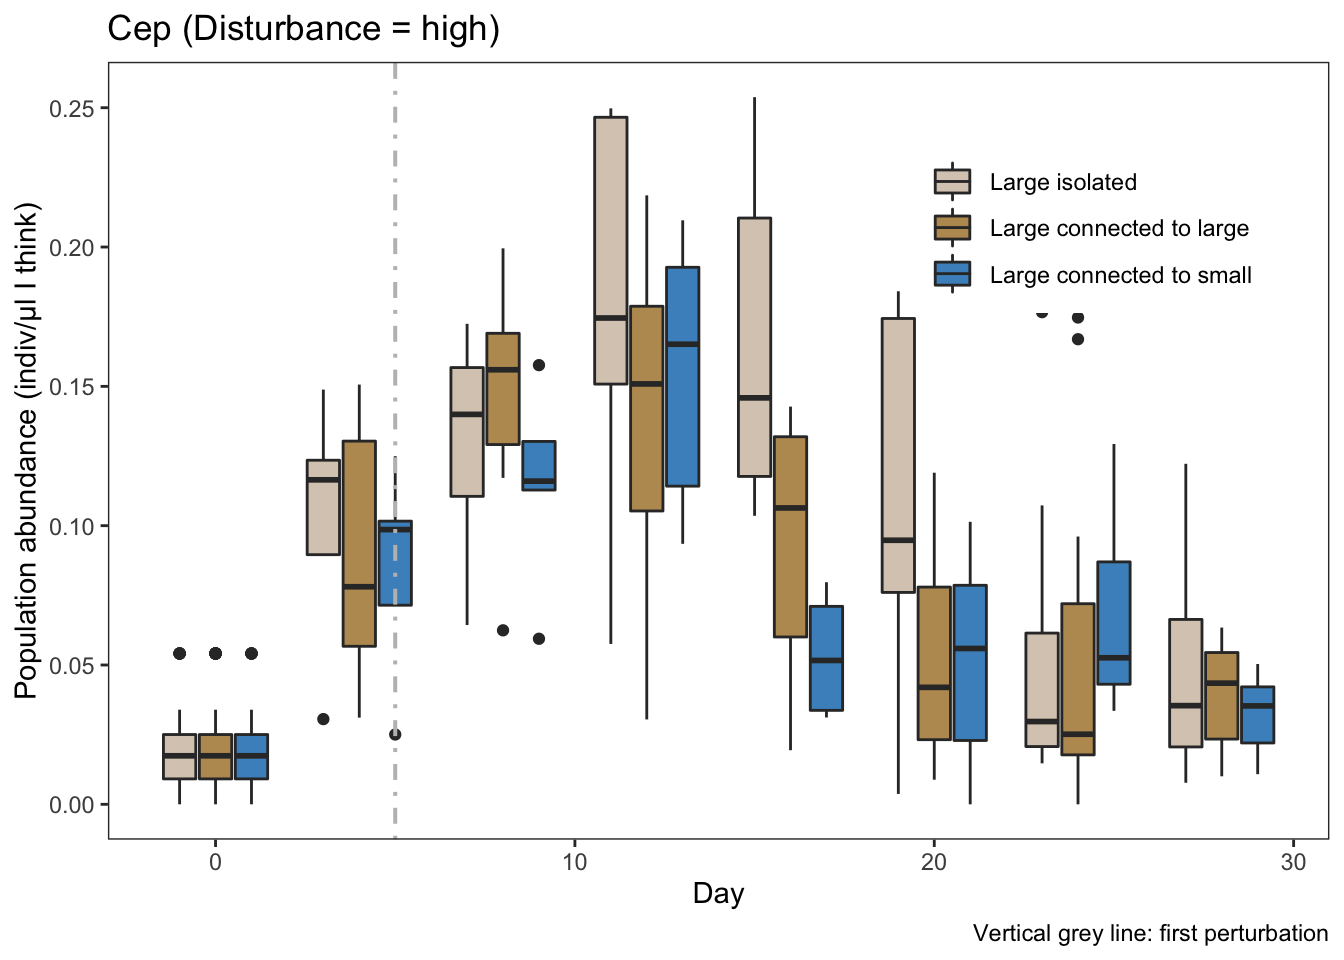 Cep (Disturbance = high)
Population abundance (indiv/µl I think)
0.25
0.20
0.15
0.10
0.05
0.00
Large isolated
Large connected to large
Large connected to small
0
10
20
30
Day
Vertical grey line: first perturbation